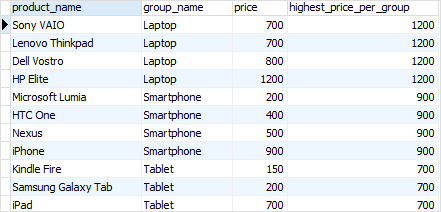 product_name group_name price highest_price_per_group
Sony VAIO Laptop 700 1200
Lenovo Thinkpad Laptop 700 1200
Dell Vostro Laptop 800 1200
HP Elite Laptop 1200 1200
Microsoft Lumia Smartphone 200 900
HTC One Smartphone 400 900
Nexus Smartphone 500 900
iPhone Smartphone 900 900
Kindle Fire Tablet 150 700
Samsung Galaxy Tab Tablet 200 700
iPad Tablet 700 700